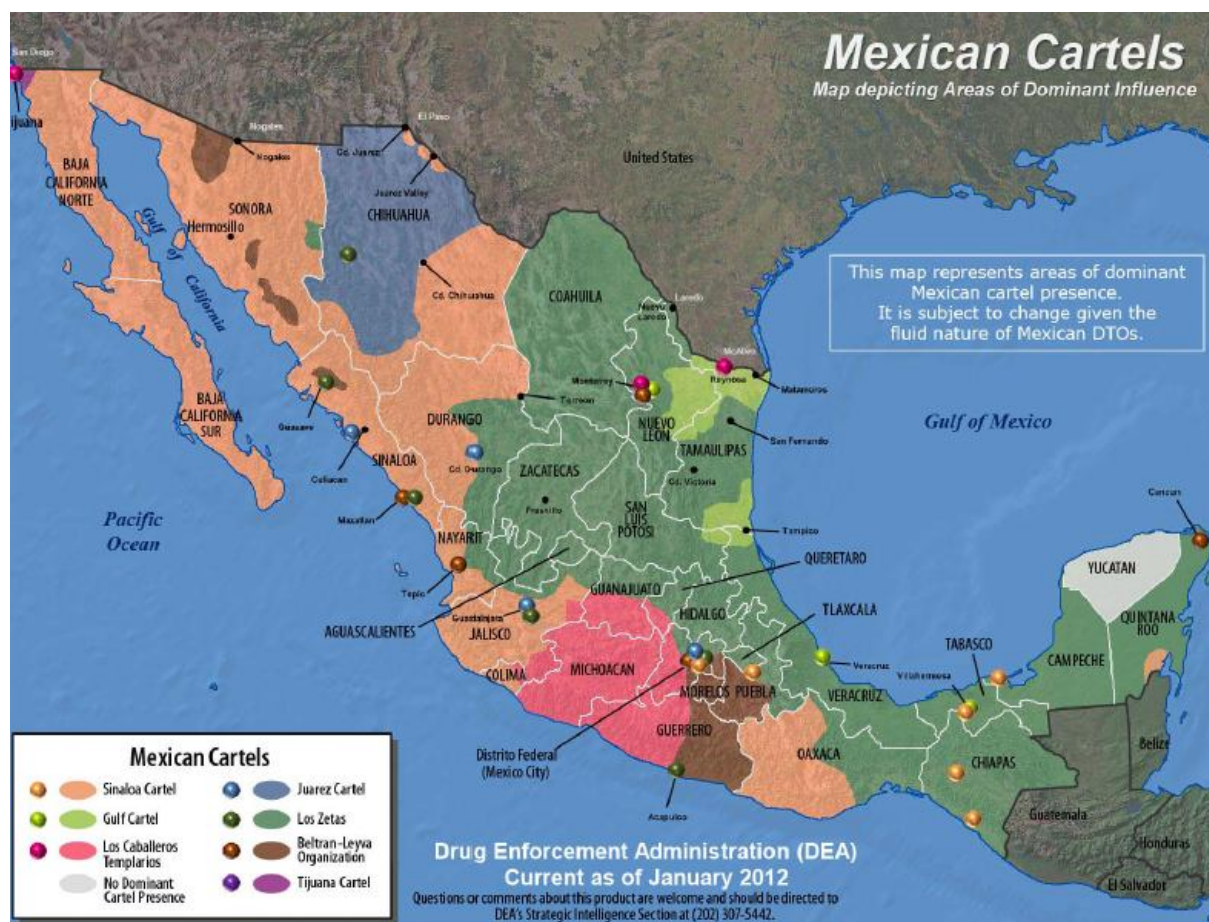 Mexican Cartels
Map depicting Areas of Dominant Influence
San Diego
ijuana
Nogales
Nogales
El Paso
Cd. Juarez
Juarez Valley
United States
BAJA
CALIFORNIA
NORTE
Gulf of California
SONORA
Hermosillo
CHIHUAHUA
Cd. Chihuahua
COAHUILA
Nuevo
Laredo
Laredo
This map represents areas of dominant
Mexican cartel presence.
It is subject to change given the
fluid nature of Mexican DTOs.
McAllen
Reynosa
Matamoros
Monterrey
Torreon
BAJA
CALIFORNIA
SUR
Guasave
Culiacan
SINALOA
DURANGO
Cd. Durango
NUEVO
LEON
TAMAULIPAS
San Fernando
Cd. Victoria
Gulf of Mexico
ZACATECAS
Fresnillo
SAN
LUIS
POTOSI
Mazatlan
Pacific
Ocean
NAYARIT
Tepic
Tampico
Cancun
QUERETARO
GUANAJUATO
HIDALGO
TLAXCALA
YUCATAN
QUINTANA
ROO
AGUASCALIENTES
Guadalajara
JALISCO
COLIMA
MICHOACAN
MORELOS
PUEBLA
Veracruz
VERACRUZ
TABASCO
Villahermosa
CAMPECHE
GUERRERO
Distrito Federal
(Mexico City)
OAXACA
CHIAPAS
Belize
Acapulco
Guatemala
Honduras
El Salvador
Mexican Cartels
Sinaloa Cartel
Juarez Cartel
Gulf Cartel
Los Zetas
Los Caballeros
Templarios
Beltran-Leyva
Organization
No Dominant
Cartel Presence
Tijuana Cartel
Drug Enforcement Administration (DEA)
Current as of January 2012
Questions or comments about this product are welcome and should be directed to
DEA's Strategic Intelligence Section at (202) 307-5442.